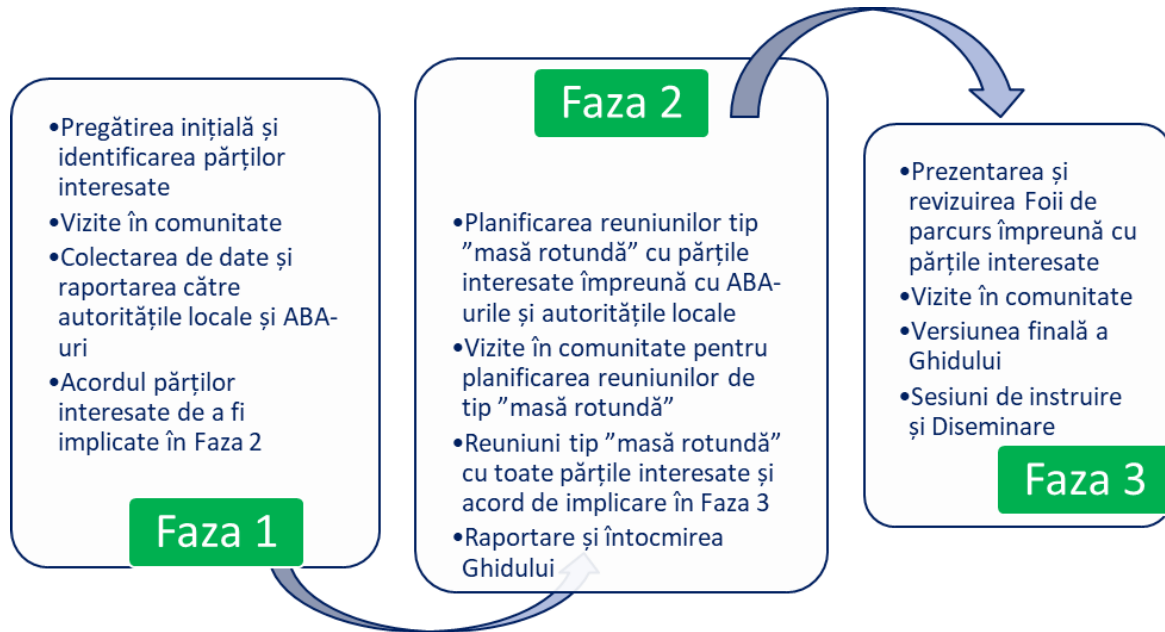 •Pregătirea inițială și
identificarea părților
interesate
•Vizite în comunitate
•Colectarea de date și
raportarea către
autoritățile locale și ABA-
uri
•Acordul părților
interesate de a fi
implicate în Faza 2
Faza 1
Faza 2
•Planificarea reuniunilor tip
”masă rotundă” cu părțile
interesate împreună cu ABA-
urile și autoritățile locale
•Vizite în comunitate pentru
planificarea reuniunilor de
tip ”masă rotundă”
•Reuniuni tip ”masă rotundă”
cu toate părțile interesate și
acord de implicare în Faza 3
•Raportare și întocmirea
Ghidului
•Prezentarea și
revizuirea Foii de
parcurs împreună cu
părțile interesate
•Vizite în comunitate
•Versiunea finală a
Ghidului
•Sesiuni de instruire
și Diseminare
Faza 3